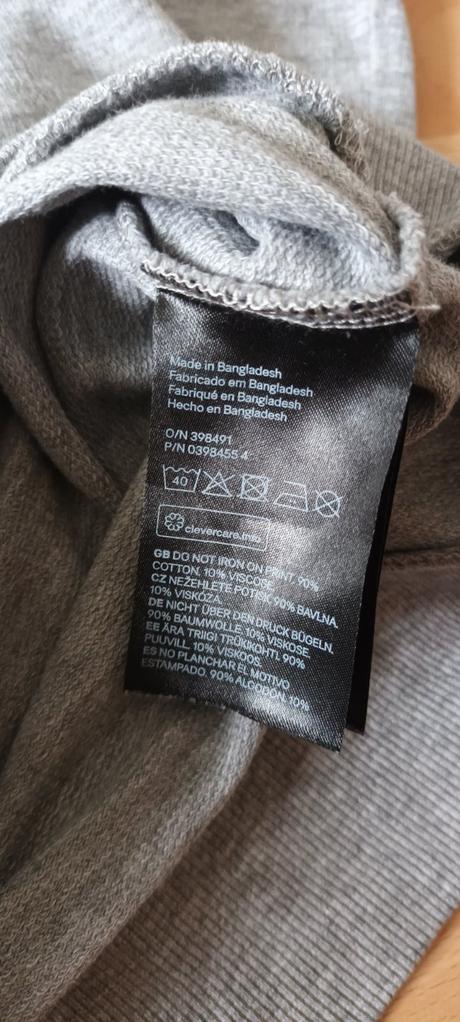 Made in Bangladesh
Fabricado em Bangladesh
Fabriqué en Bangladesh
Hecho en Bangladesh
O/N 398491
P/N 0398455 4
40
clevercare.info
GB DO NOT IRON ON PRINT. 90%
COTTON, 10% VISCOSE
CZ NEŽEHLETE POTISK. 90% BAVLNA,
10% VISKÓZA.
DE NICHT ÜBER DEN DRUCK BÜGELN.
90% BAUMWOLLE, 10% VISKOSE
EE ÄRA TRIIGI TRÜKIKOHTI. 90%
PUUVILL, 10% VISKOOS.
ES NO PLANCHAR EL MOTIVO
ESTAMPADO. 90% ALGODÓN, 10%